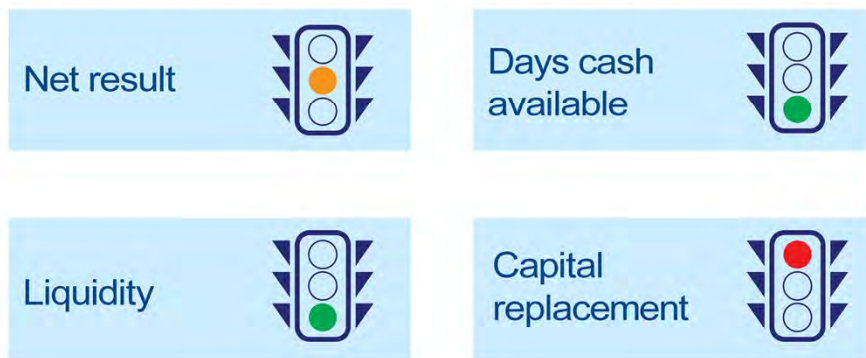 Net result
Days cash
available
Liquidity
Capital
replacement